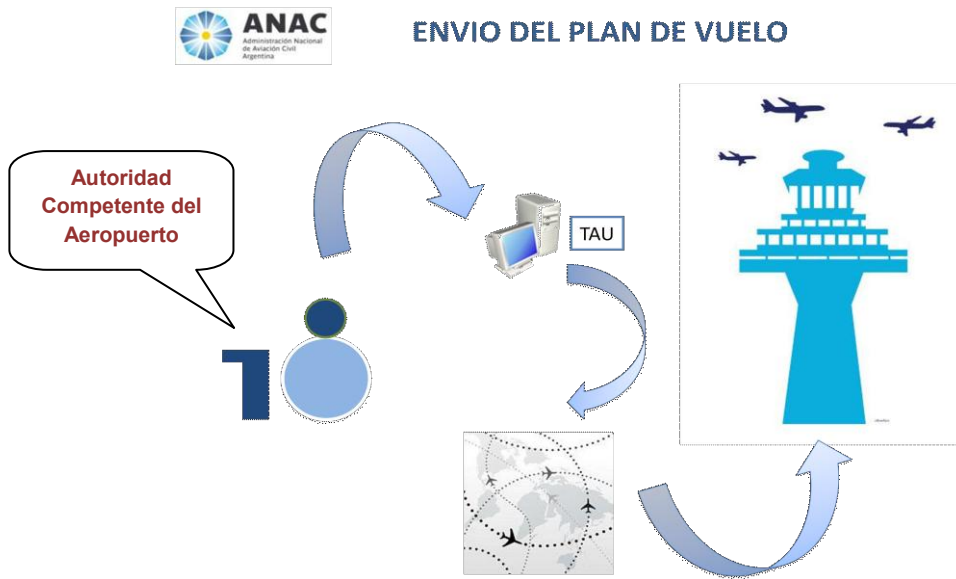 ANAC
Administración Nacional
de Aviación Civil
Argentina
ENVIO DEL PLAN DE VUELO
Autoridad
Competente del
Aeropuerto
TAU